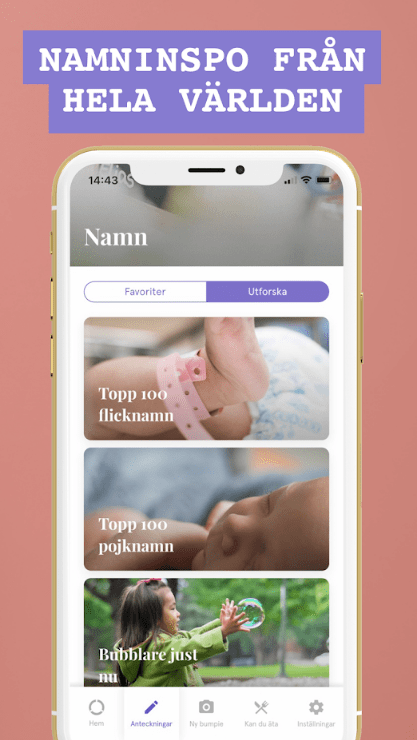 NAMNINSPO FRÅN
HELA VÄRLDEN
14:43
Namn
Favoriter
Utforska
Topp 100
flicknamn
Topp 100
pojknamn
Bubblare just
nu
Hem
Anteckningar
Ny bumpie
Kan du äta
Inställningar